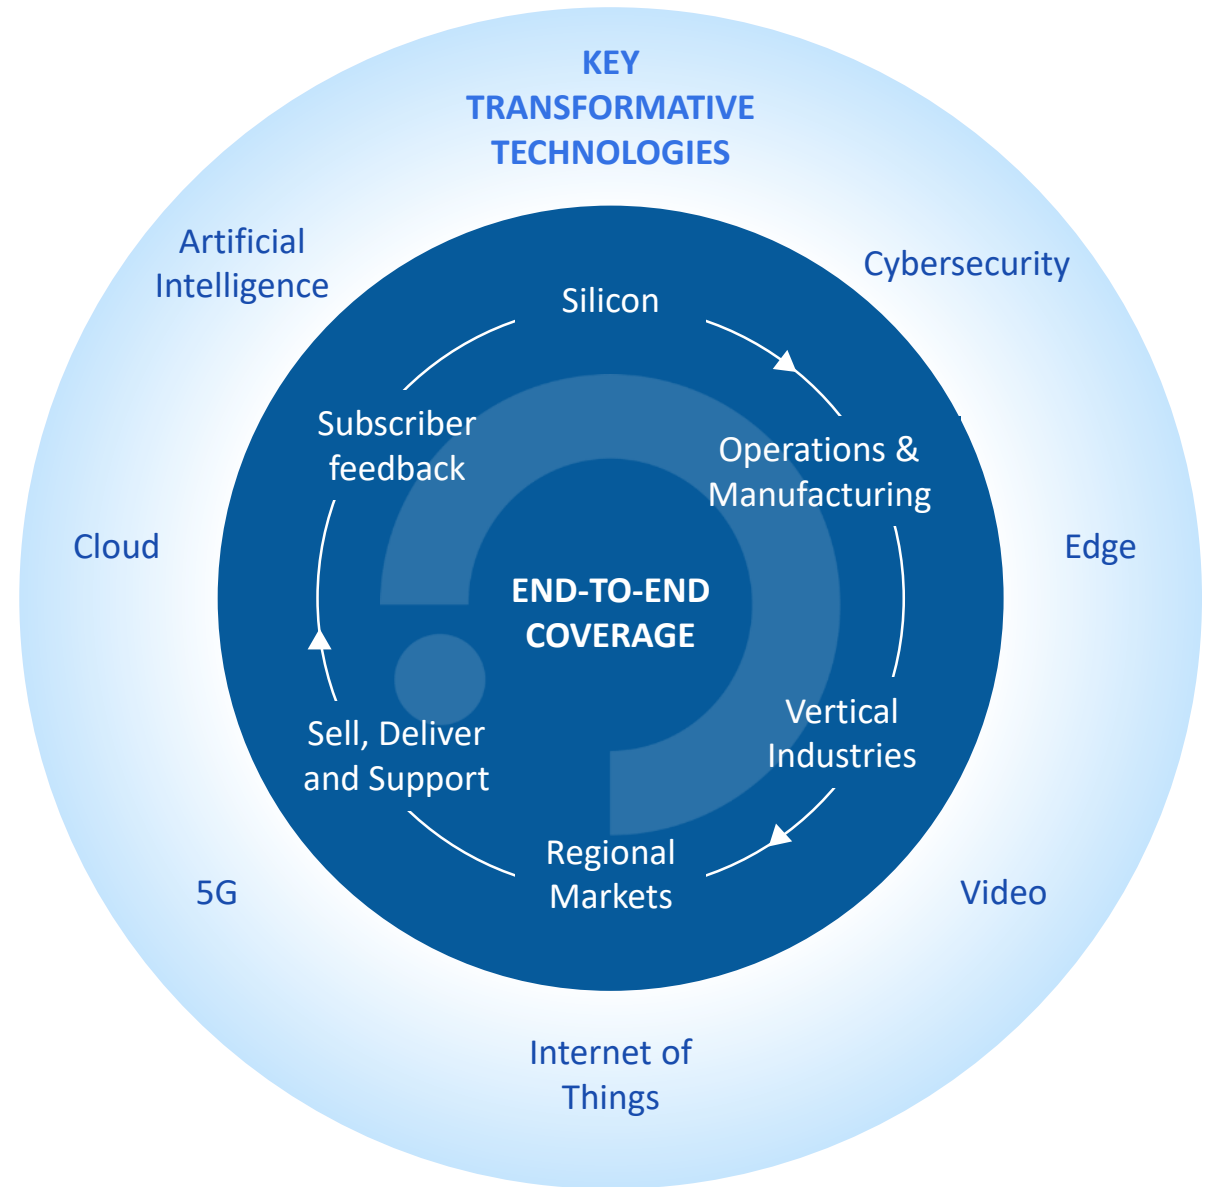 KEY
TRANSFORMATIVE
TECHNOLOGIES
Artificial
Intelligence
Cybersecurity
Silicon
Subscriber
feedback
Operations &
Manufacturing
Cloud
Edge
END-TO-END
COVERAGE
Sell, Deliver
and Support
Vertical
Industries
Regional
Markets
5G
Video
Internet of
Things